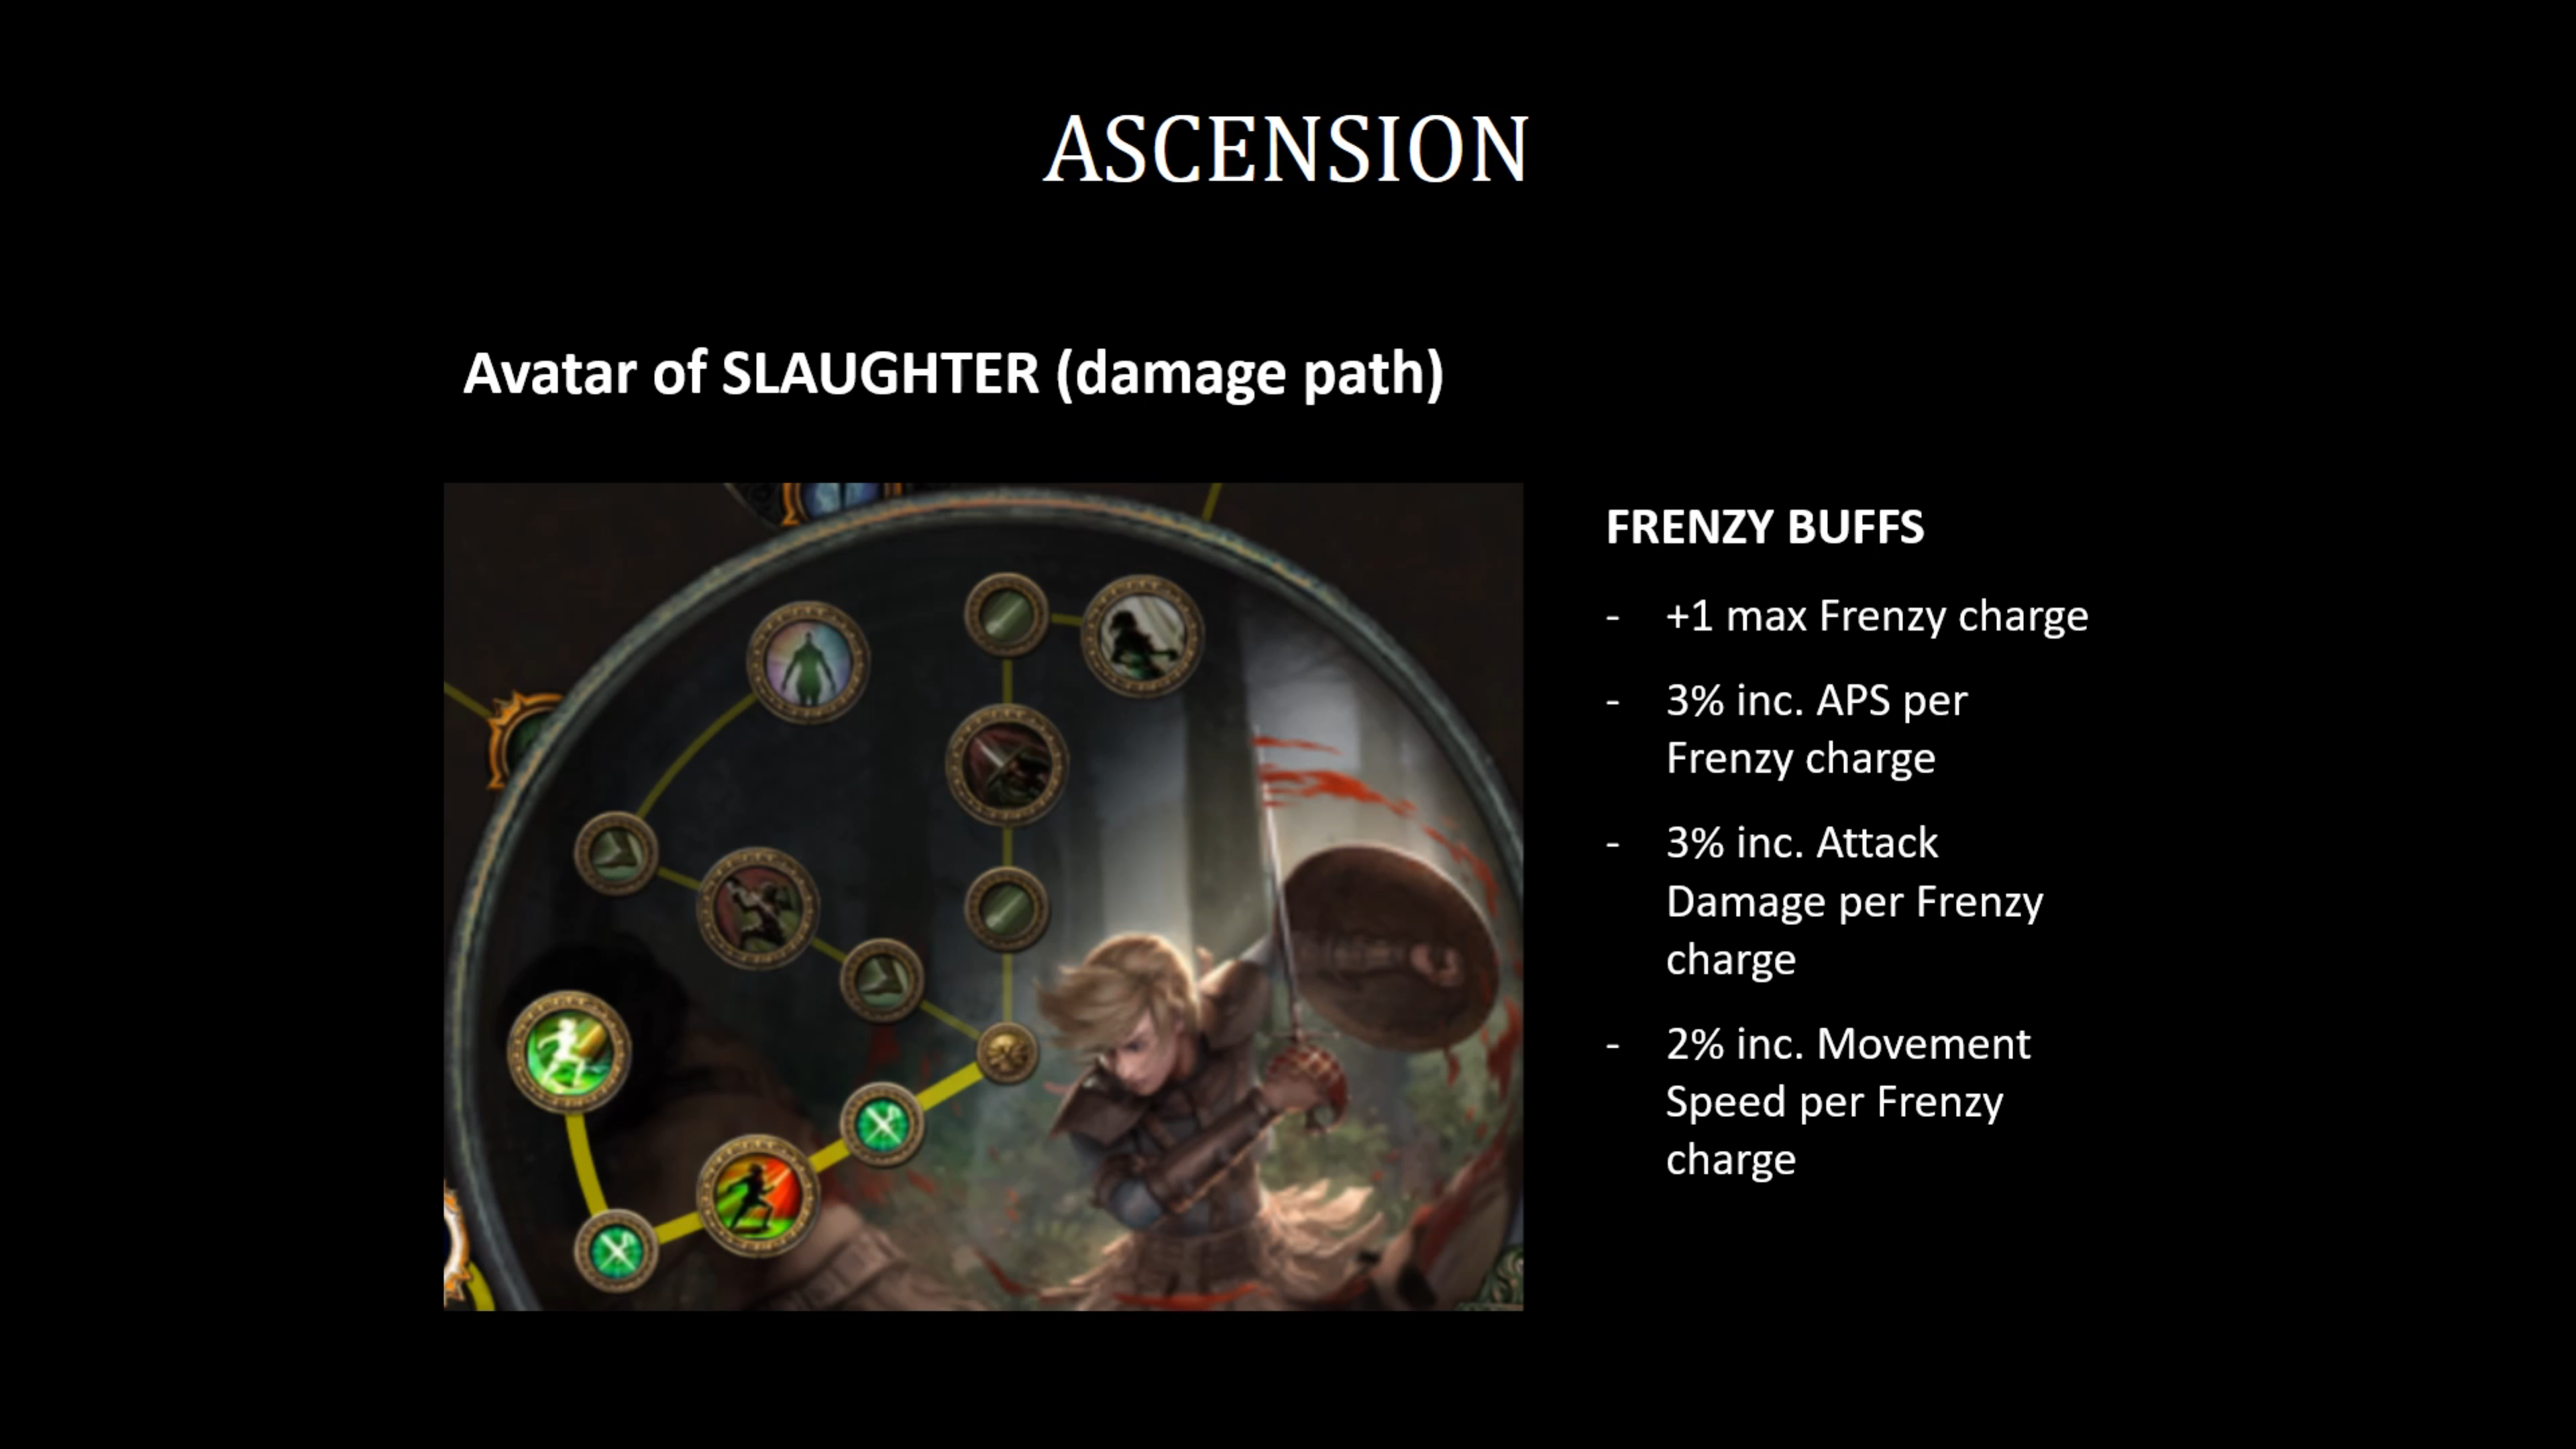 ASCENSION
Avatar of SLAUGHTER (damage path)
FRENZY BUFFS
- +1 max Frenzy charge
- 3% inc. APS per
Frenzy charge
- 3% inc. Attack
Damage per Frenzy
charge
- 2% inc. Movement
Speed per Frenzy
charge